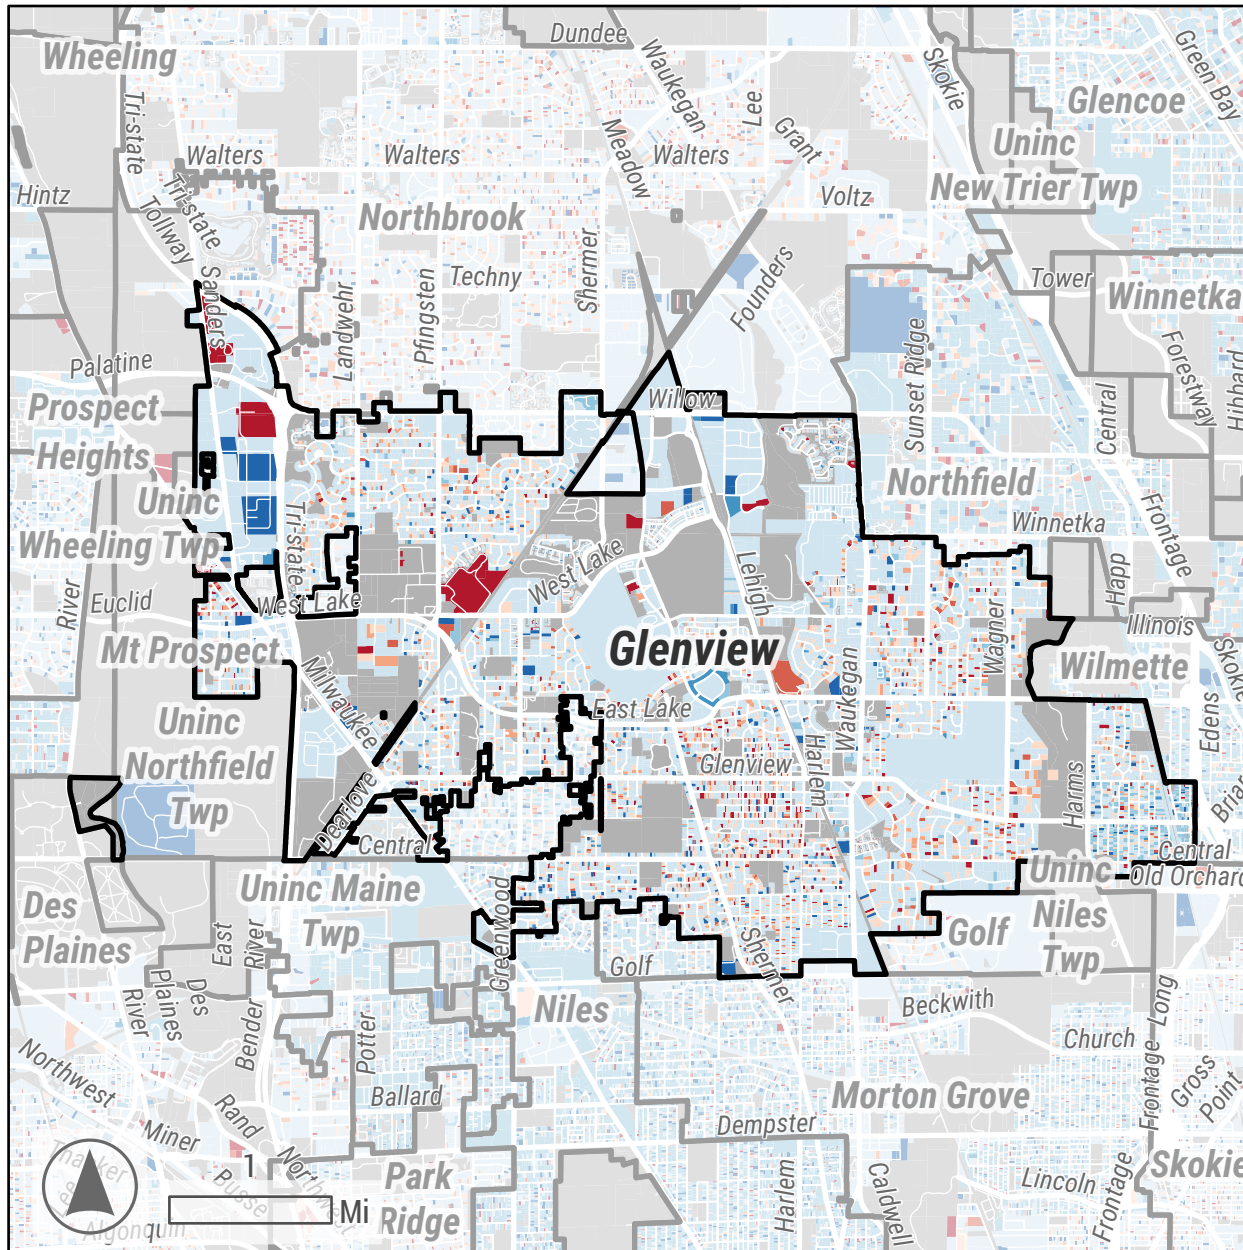 Dundee
Wheeling
Waukegan
Skokie
Green Bay
Tri-state
Lee
Glencoe
Grant
Meadow
Uninc
New Trier Twp
Walters
Walters
Walters
Hintz
Tri-state
Tollway
Voltz
Northbrook
Shermer
Founders
Techny
Tower
Sanders
Landwehr
Pfingsten
Winnetka
Palatine
Forestway
Hibbard
Willow
Sunset Ridge
Central
Prospect
Heights
Northfield
Uninc
Wheeling Twp
Tri-state
Winnetka
Frontage
West Lake
Lehigh
Happ
Euclid
West Lake
River
Illinois
Mt Prospect
Glenview
Wagner
Wilmette
Skokie
Milwaukee
Waukegan
East Lake
Edens
Uninc
Northfield
Twp
Glenview
Harlem
Harms
Briar
Dearlove
Central
Central
Old Orchard
Uninc Maine
Twp
Uninc
Niles
Twp
Des
Plaines
Greenwood
Golf
East
River
Golf
Shermer
Niles
Beckwith
Des
Plaines
River
Long
Bender
Potter
Church
Northwest
Gross
Point
Frontage
Ballard
Morton Grove
Rand
Miner
Dempster
Thacker
1
Mi
Busse
Park
Ridge
Harlem
Caldwell
Lincoln
Frontage
Skokie
Algonquin